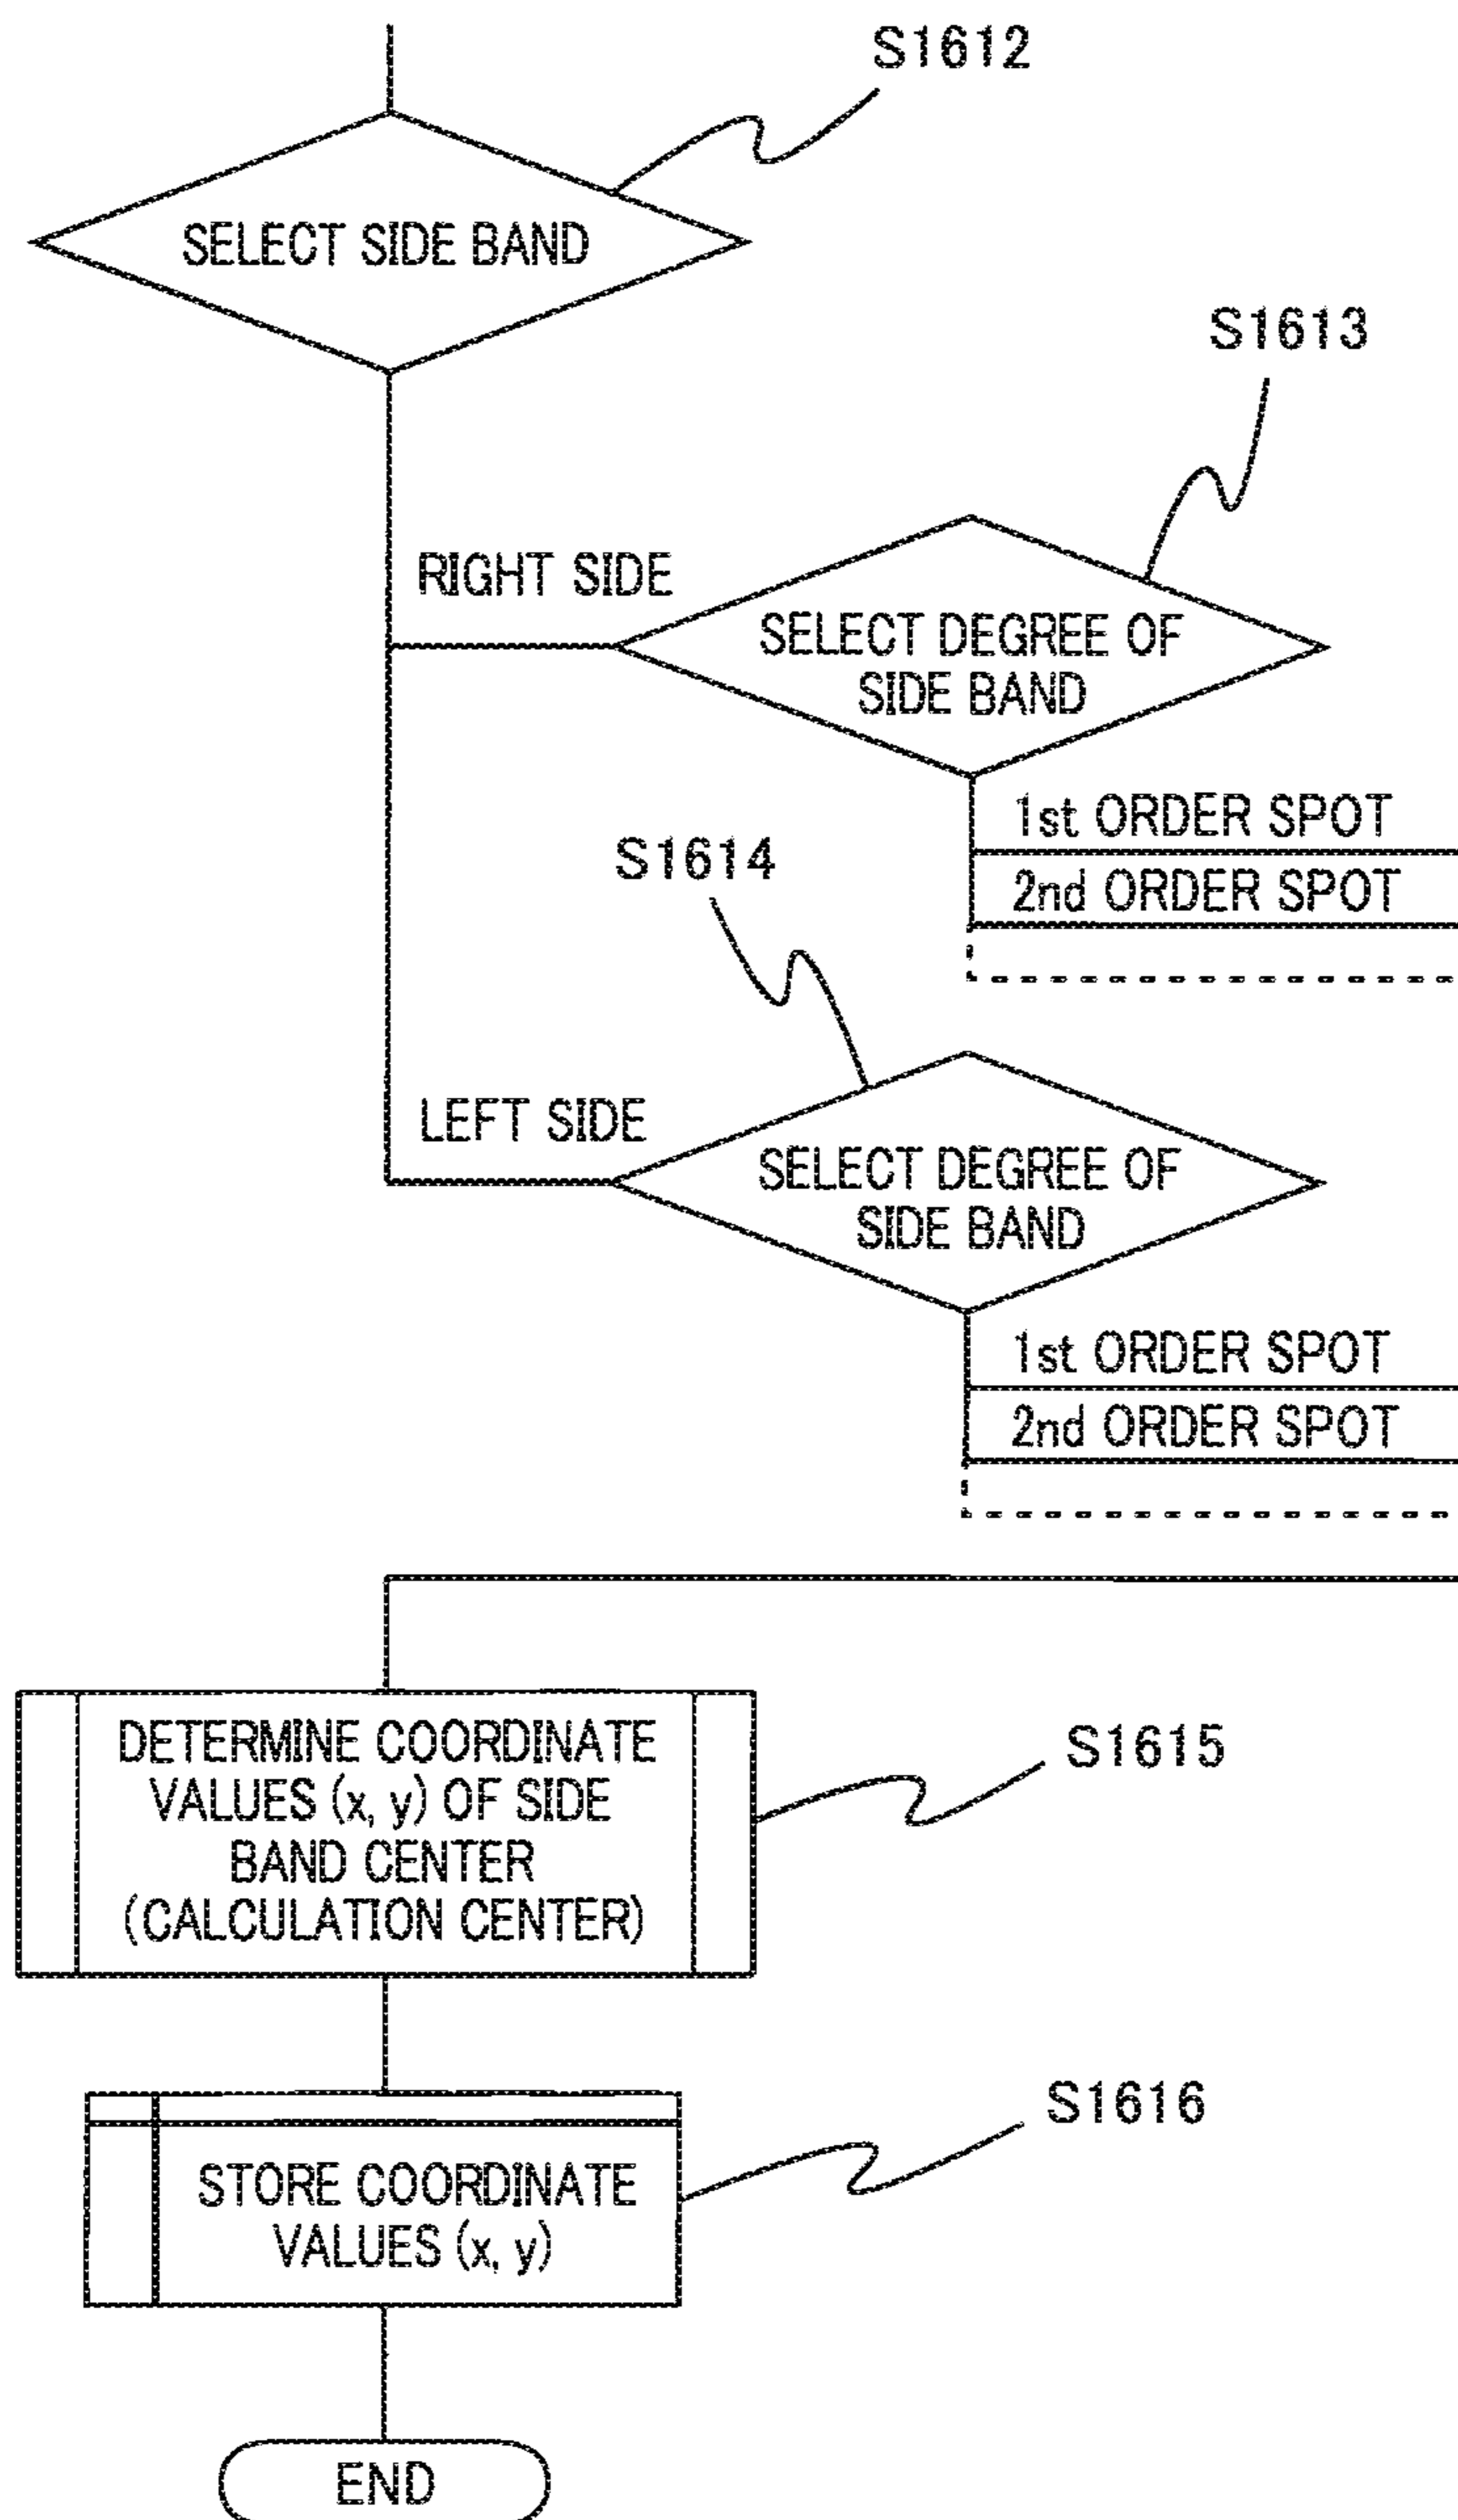 S1612
SELECT SIDE BAND
S1613
RIGHT SIDE
SELECT DEGREE OF
SIDE BAND
1st ORDER SPOT
2nd ORDER SPOT
S1614
LEFT SIDE
SELECT DEGREE OF
SIDE BAND
1st ORDER SPOT
2nd ORDER SPOT
DETERMINE COORDINATE
VALUES (x, y) OF SIDE
BAND CENTER
(CALCULATION CENTER)
S1615
STORE COORDINATE
VALUES (x, y)
S1616
END